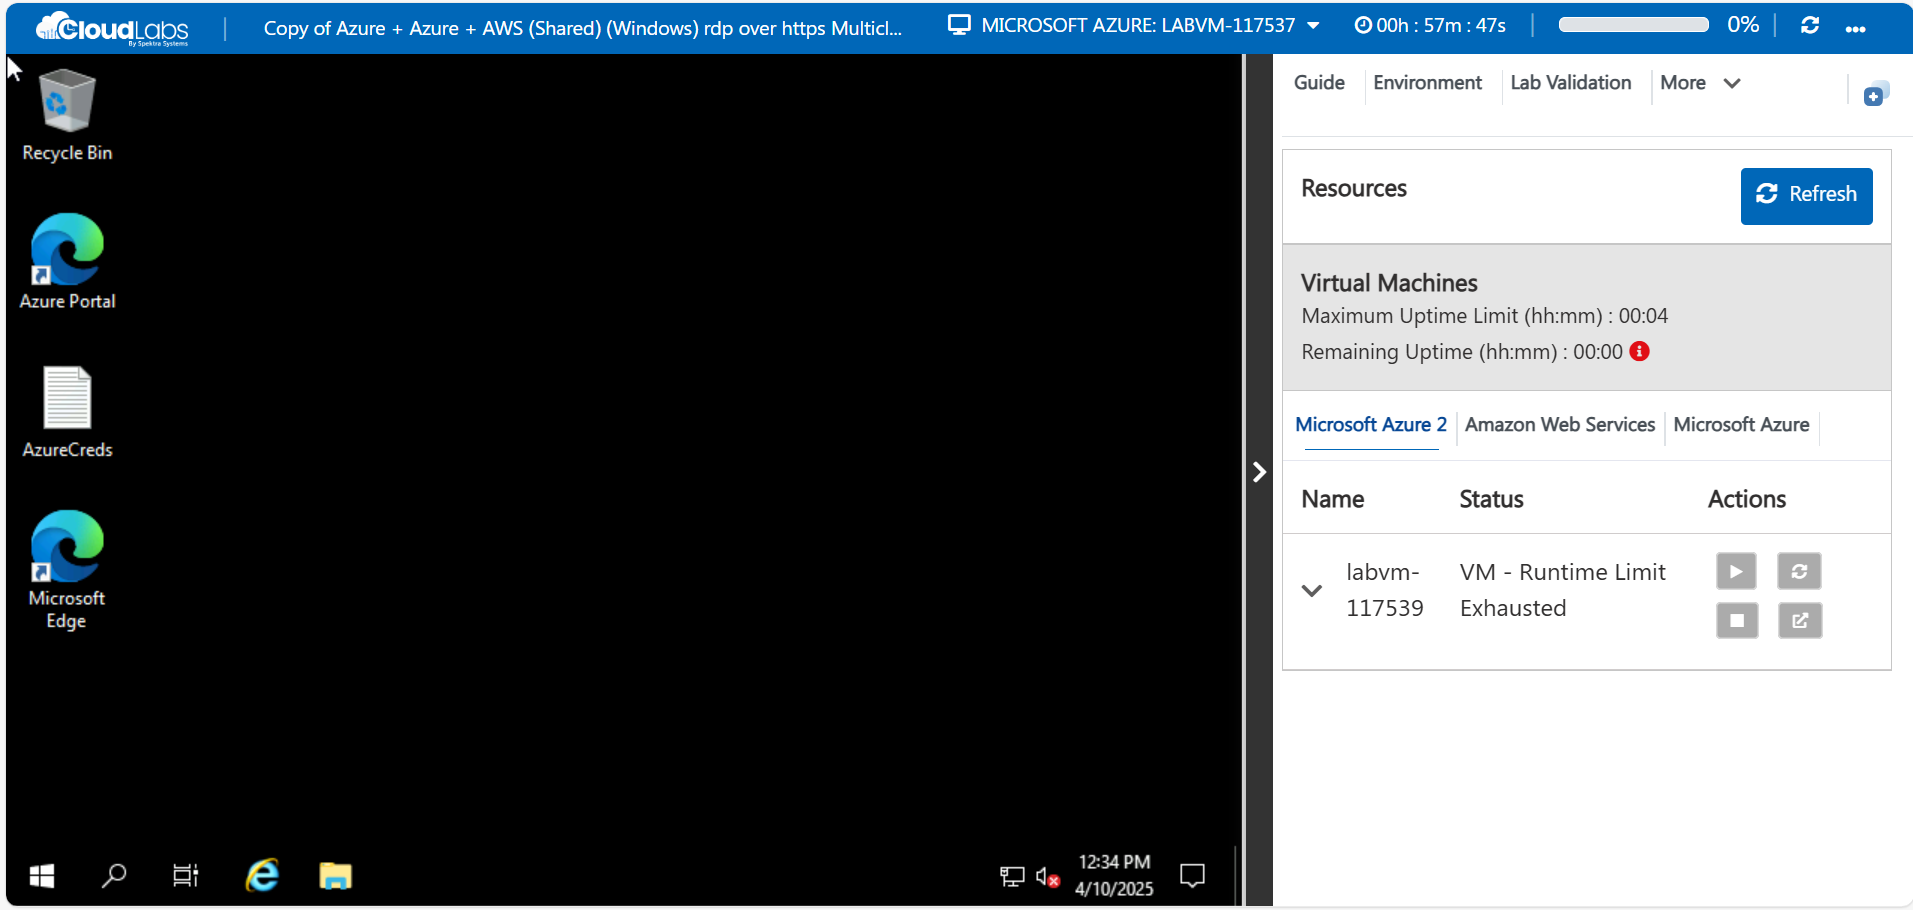 CloudLabs
By Spektra Systems
Copy of Azure + Azure + AWS (Shared) (Windows) rdp over https Multicl...
MICROSOFT AZURE: LABVM-117537
00h : 57m : 47s
0%
Recycle Bin
Azure Portal
AzureCreds
Microsoft
Edge
12:34 PM
4/10/2025
Guide
Environment
Lab Validation
More
Resources
Refresh
Virtual Machines
Maximum Uptime Limit (hh:mm) : 00:04
Remaining Uptime (hh:mm) : 00:00
Microsoft Azure 2
Amazon Web Services
Microsoft Azure
Name
Status
Actions
labvm-
117539
VM - Runtime Limit
Exhausted